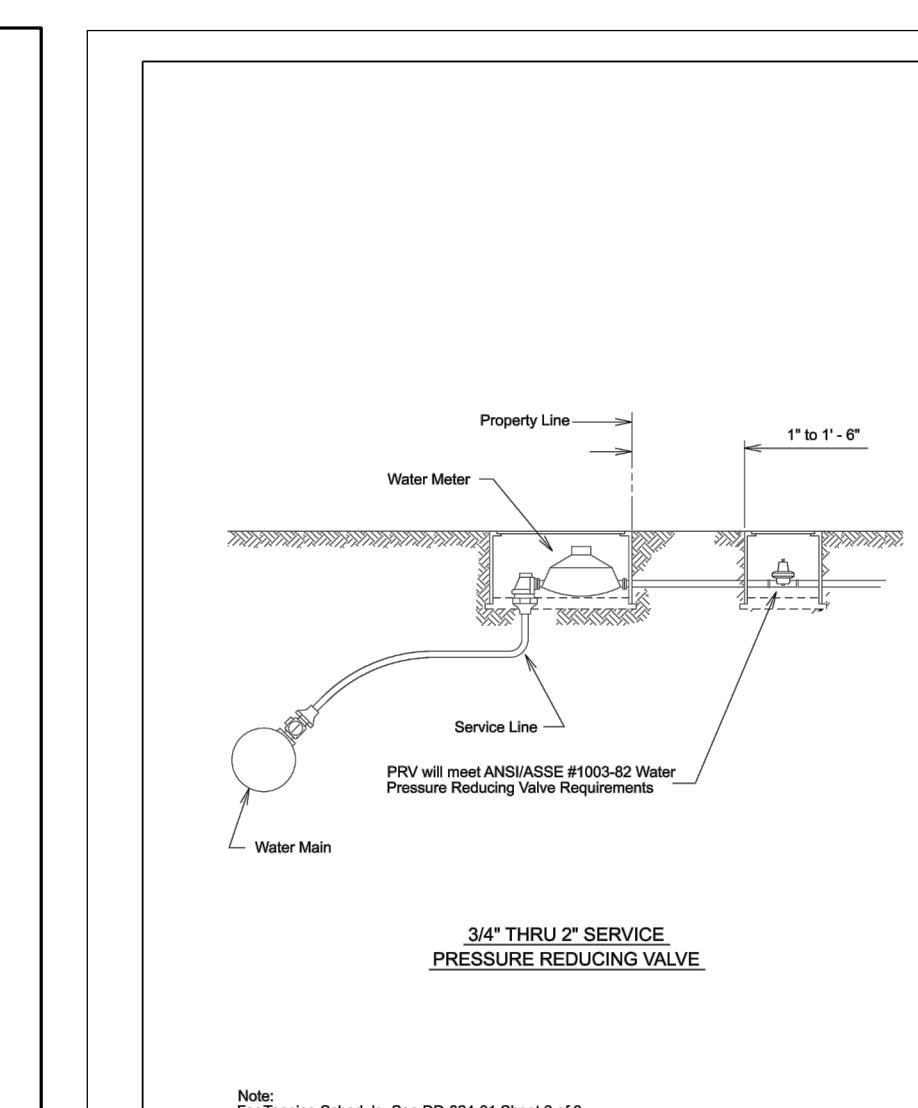 Property Line
1" to 1' - 6"
Water Meter
Service Line
PRV will meet ANSI/ASSE #1003-82 Water
Pressure Reducing Valve Requirements
Water Main
3/4" THRU 2" SERVICE
PRESSURE REDUCING VALVE
Note: